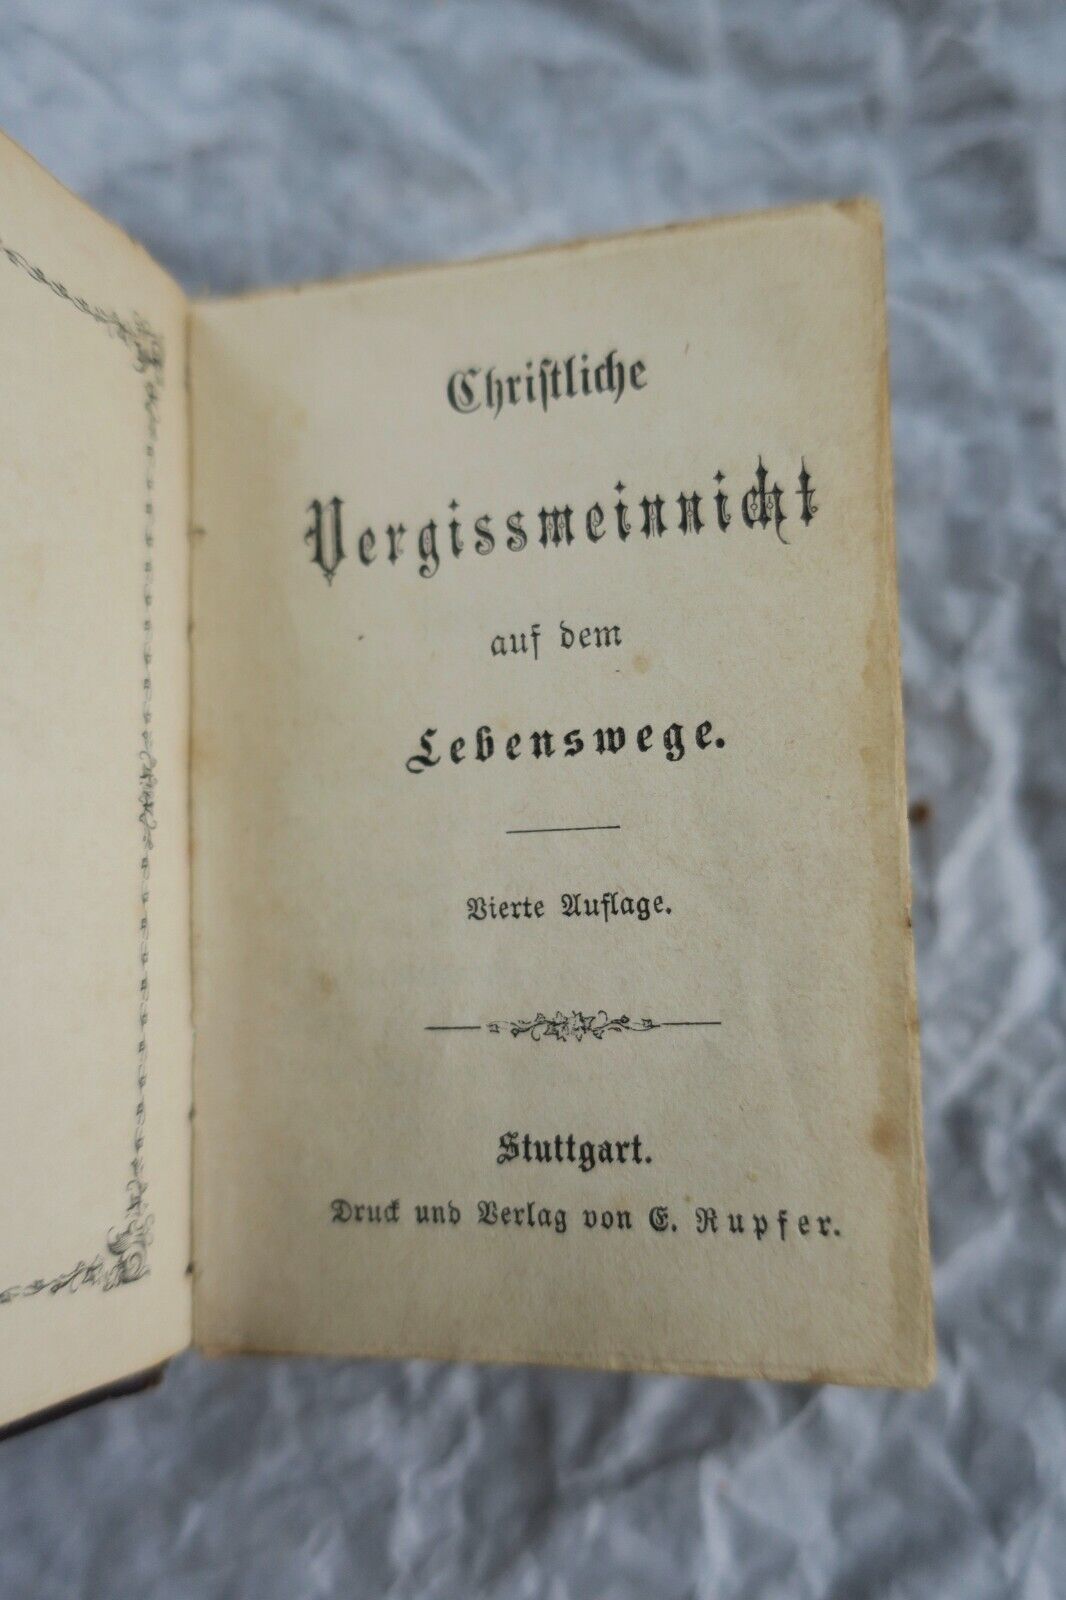 Christliche
Vergissmeinnicht
auf dem
Lebenswege.
Vierte Auflage.
Stuttgart.
Druck und Verlag von E. Rupfer.